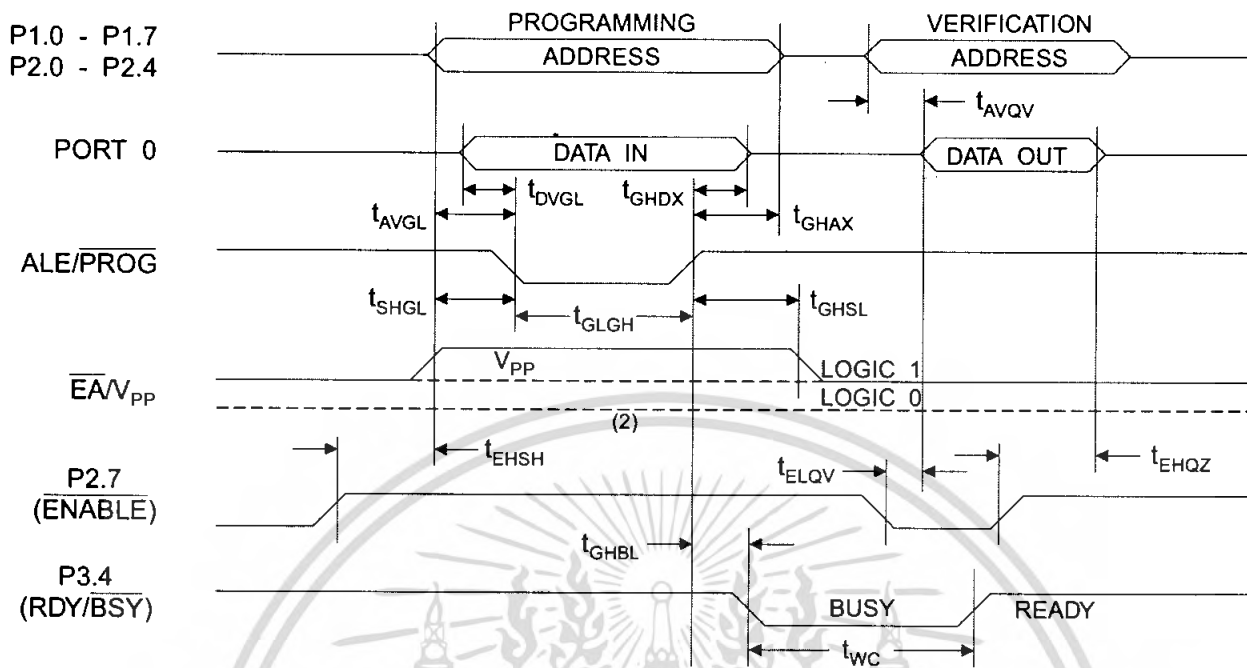 PROGRAMMING
VERIFICATION
P1.0 - P1.7
P2.0 - P2.4
ADDRESS
ADDRESS
tAVQV
PORT 0
DATA IN
DATA OUT
tDVGL
tGHDX
tAVGL
tGHAX
ALE/PROG
tSHGL
tGLGH
tGHSL
EA/VPP
VPP
LOGIC 1
LOGIC 0
(2)
tEHSH
tELQV
tEHQZ
P2.7
(ENABLE)
tGHBL
P3.4
(RDY/BSY)
BUSY
READY
tWC